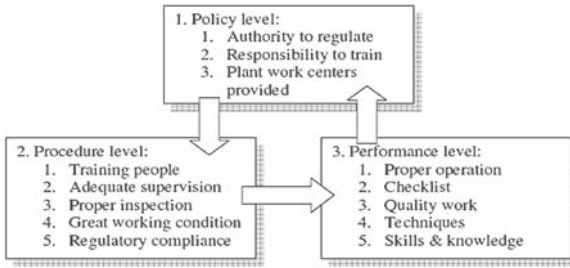 1. Policy level:
1. Authority to regulate
2. Responsibility to train
3. Plant work centers
provided
2. Procedure level:
1. Training people
2. Adequate supervision
3. Proper inspection
4. Great working condition
5. Regulatory compliance
3. Performance level:
1. Proper operation
2. Checklist
3. Quality work
4. Techniques
5. Skills & knowledge